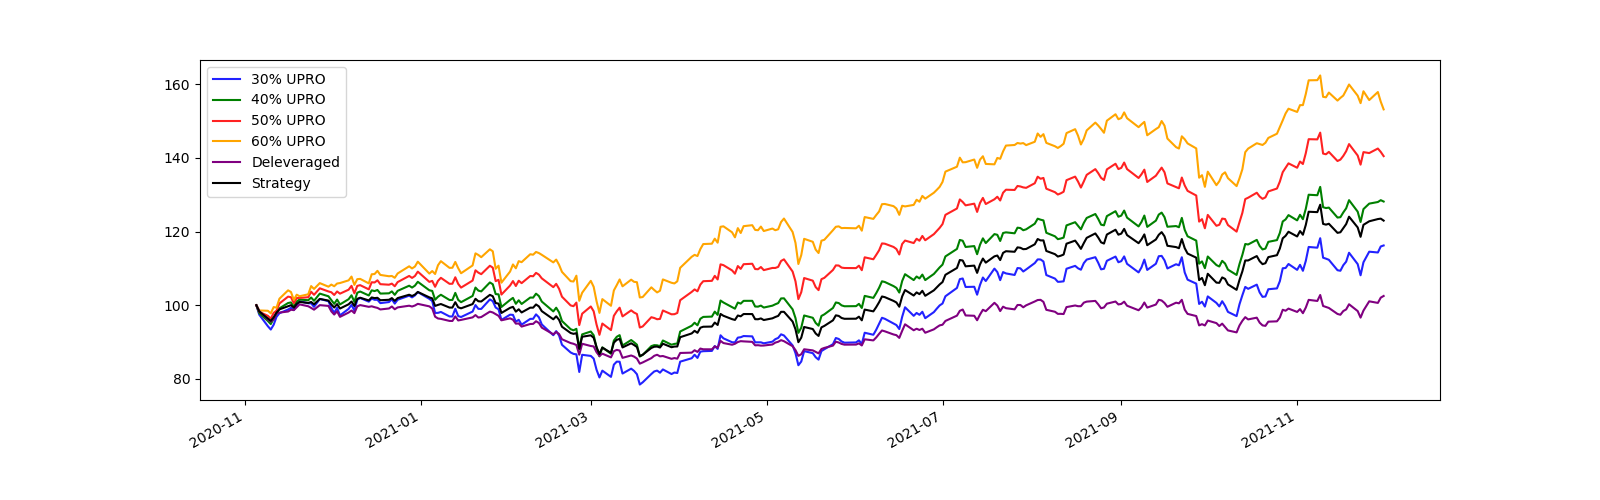 30% UPRO
40% UPRO
50% UPRO
60% UPRO
Deleveraged
Strategy
160
140
120
100
80
2020-11
2021-01
2021-03
2021-05
2021-07
2021-09
2021-11